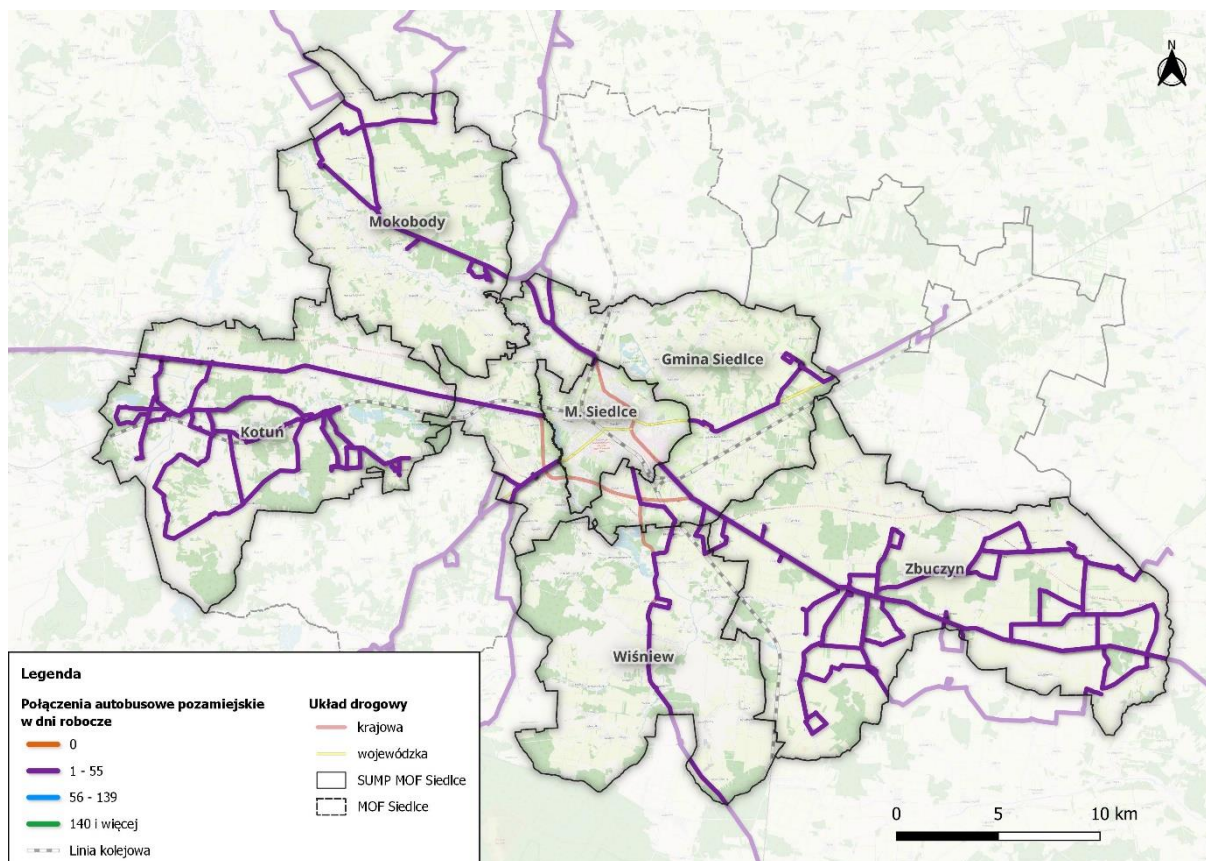 N
Mokobody
Gmina Siedlce
M. Siedlce
Kotuń
Zbuczyn
Wiśniew
Legenda
Połączenia autobusowe pozamiejskie
w dni robocze
0
1 - 55
56 - 139
140 i więcej
Linia kolejowa
Układ drogowy
krajowa
wojewódzka
SUMP MOF Siedlce
MOF Siedlce
0 5 10 km